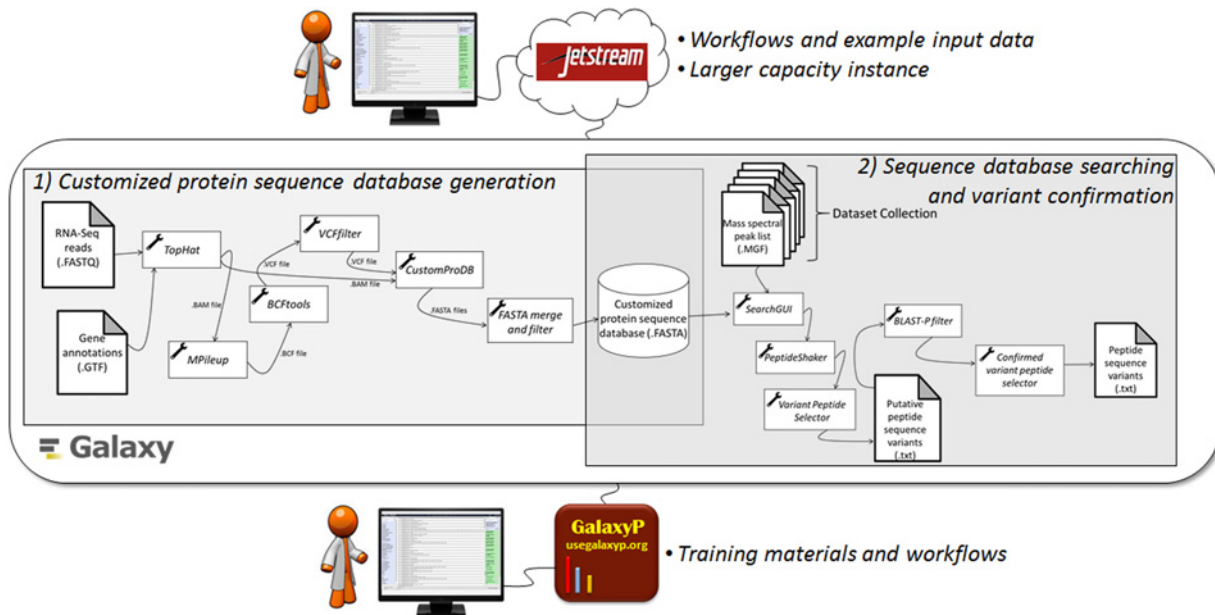 Jetstream
• Workflows and example input data
• Larger capacity instance
1) Customized protein sequence database generation
RNA-Seq
reads
(.FASTQ)
Gene
annotations
(.GTF)
TopHat
.BAM file
MPileup
.BCF file
BCFtools
.VCF file
VCFfilter
.VCF file
.BAM file
CustomProDB
.FASTA files
FASTA merge
and filter
Customized
protein sequence
database (.FASTA)
2) Sequence database searching
and variant confirmation
Mass spectral
peak list
(.MGF)
Dataset Collection
SearchGUI
PeptideShaker
Variant Peptide
Selector
Putative
peptide
sequence
variants
(.txt)
BLAST-P filter
Confirmed
variant peptide
selector
Peptide
sequence
variants
(.txt)
Galaxy
GalaxyP
usegalaxyp.org
• Training materials and workflows